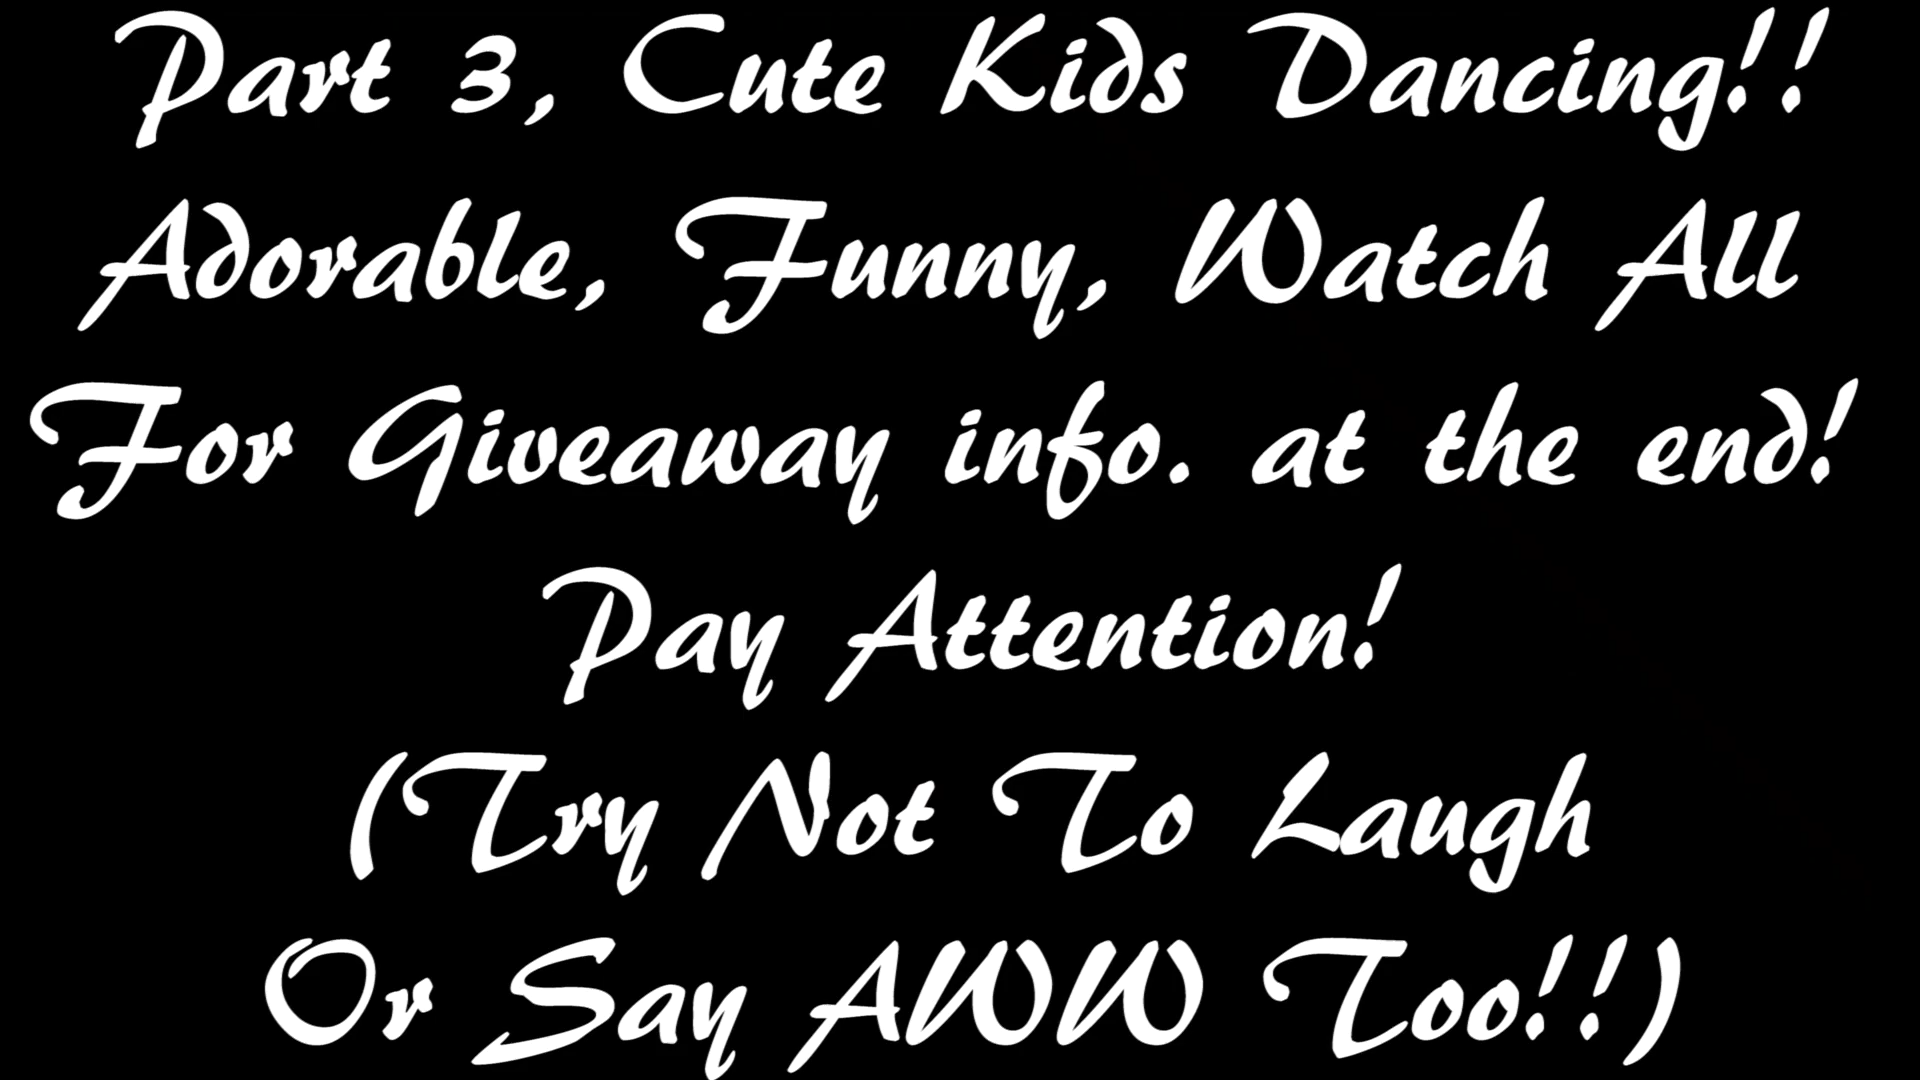 Part 3, Cute Kids Dancing!!
Adorable, Funny, Watch All
For Giveaway info. at the end!
Pay Attention!
(Try Not To Laugh
Or Say AWW Too!!)